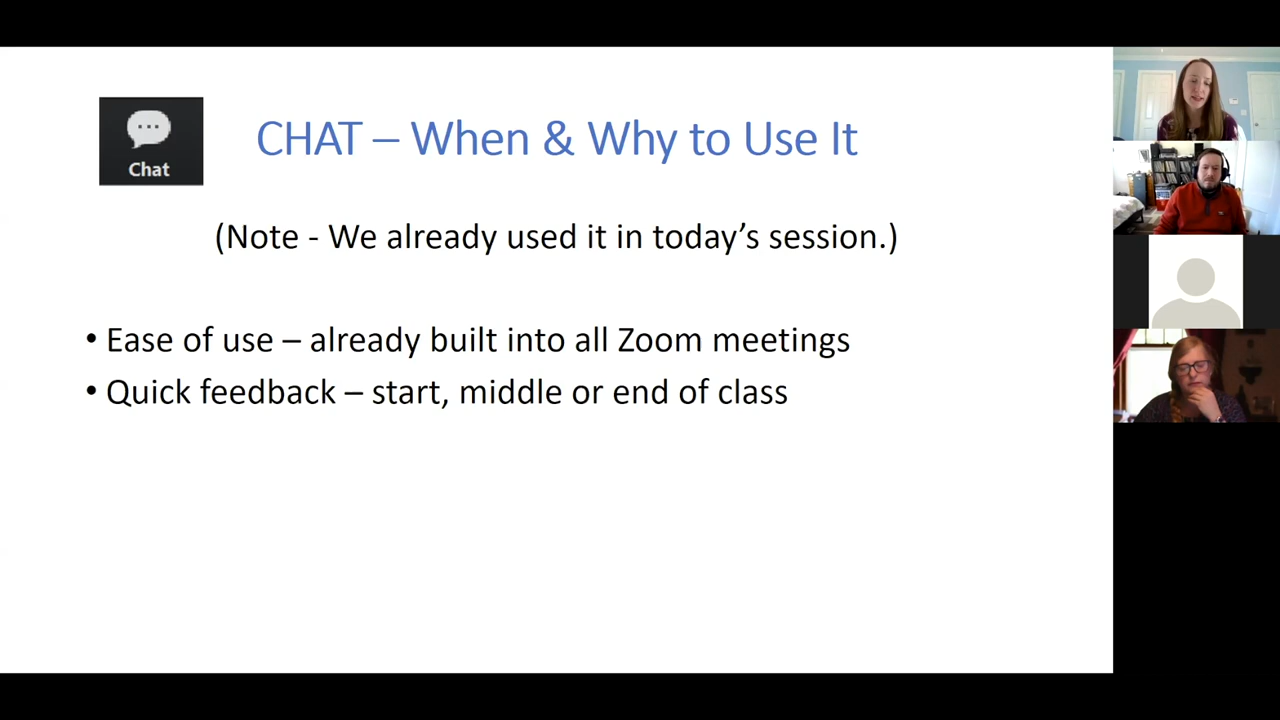 Chat
CHAT – When & Why to Use It
(Note - We already used it in today’s session.)
• Ease of use – already built into all Zoom meetings
• Quick feedback – start, middle or end of class